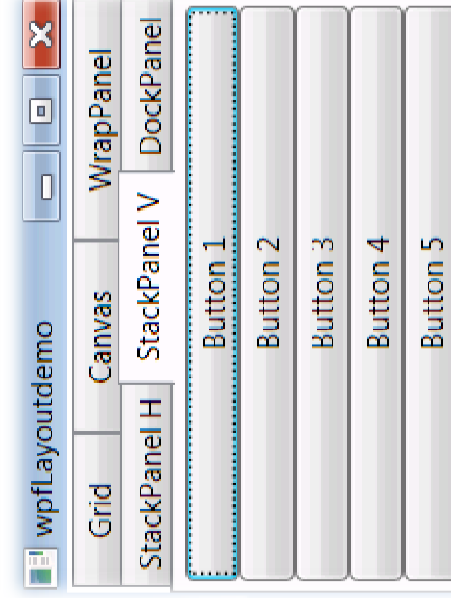 wpfLayoutdemo
Grid Canvas WrapPanel
StackPanel H StackPanel V DockPanel
Button 1
Button 2
Button 3
Button 4
Button 5